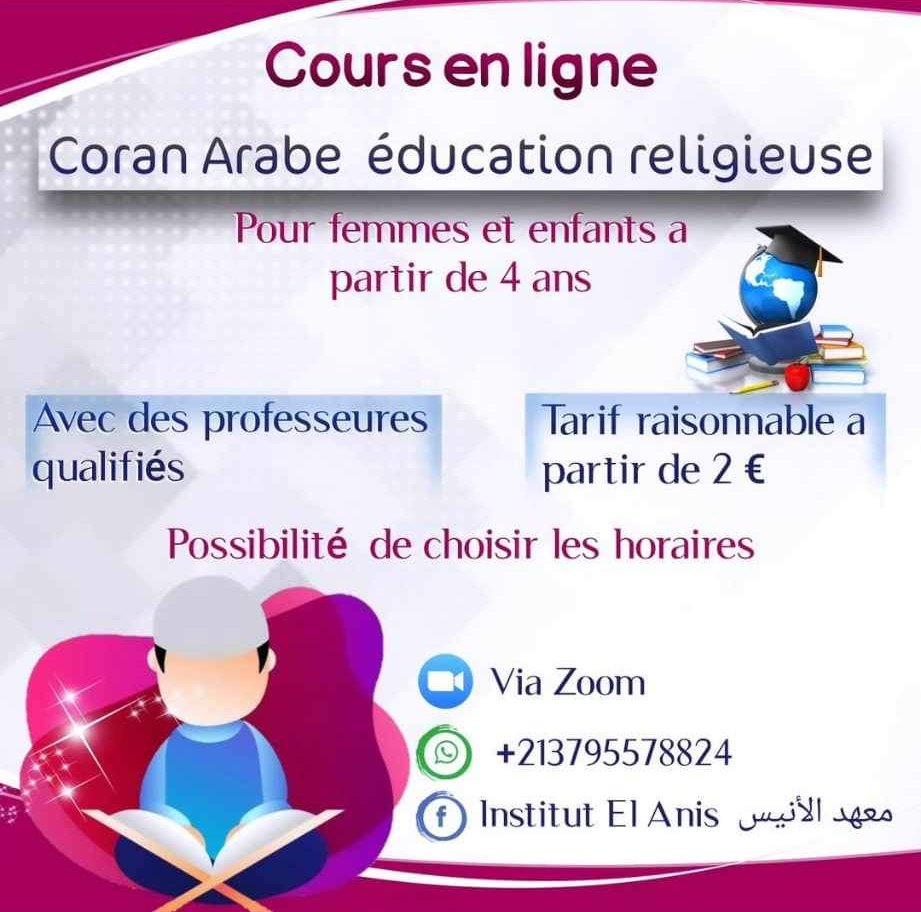 Cours en ligne
Coran Arabe éducation religieuse
Pour femmes et enfants a
partir de 4 ans
Avec des professeures
qualifiés
Tarif raisonnable a
partir de 2 €
Possibilité de choisir les horaires
Via Zoom
+213795578824
Institut El Anis معهد الأنيس